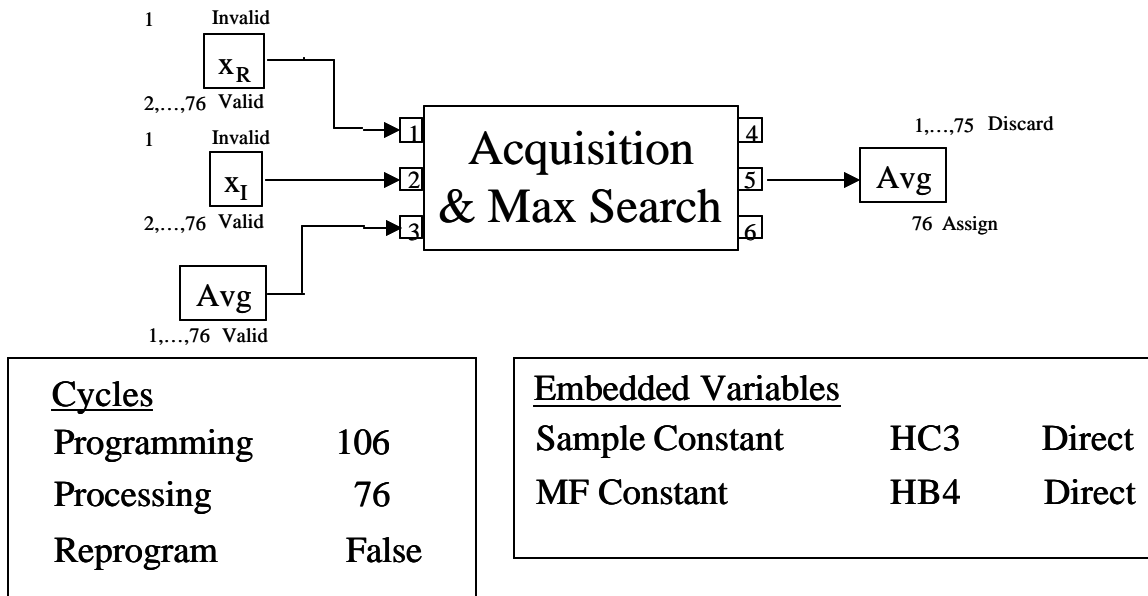 1 Invalid
x_R
2,…,76 Valid
1 Invalid
x_I
2,…,76 Valid
Avg
1,…,76 Valid
1
2
3
Acquisition
& Max Search
4
5
6
1,…,75 Discard
Avg
76 Assign
Cycles
Programming 106
Processing 76
Reprogram False
Embedded Variables
Sample Constant HC3 Direct
MF Constant HB4 Direct